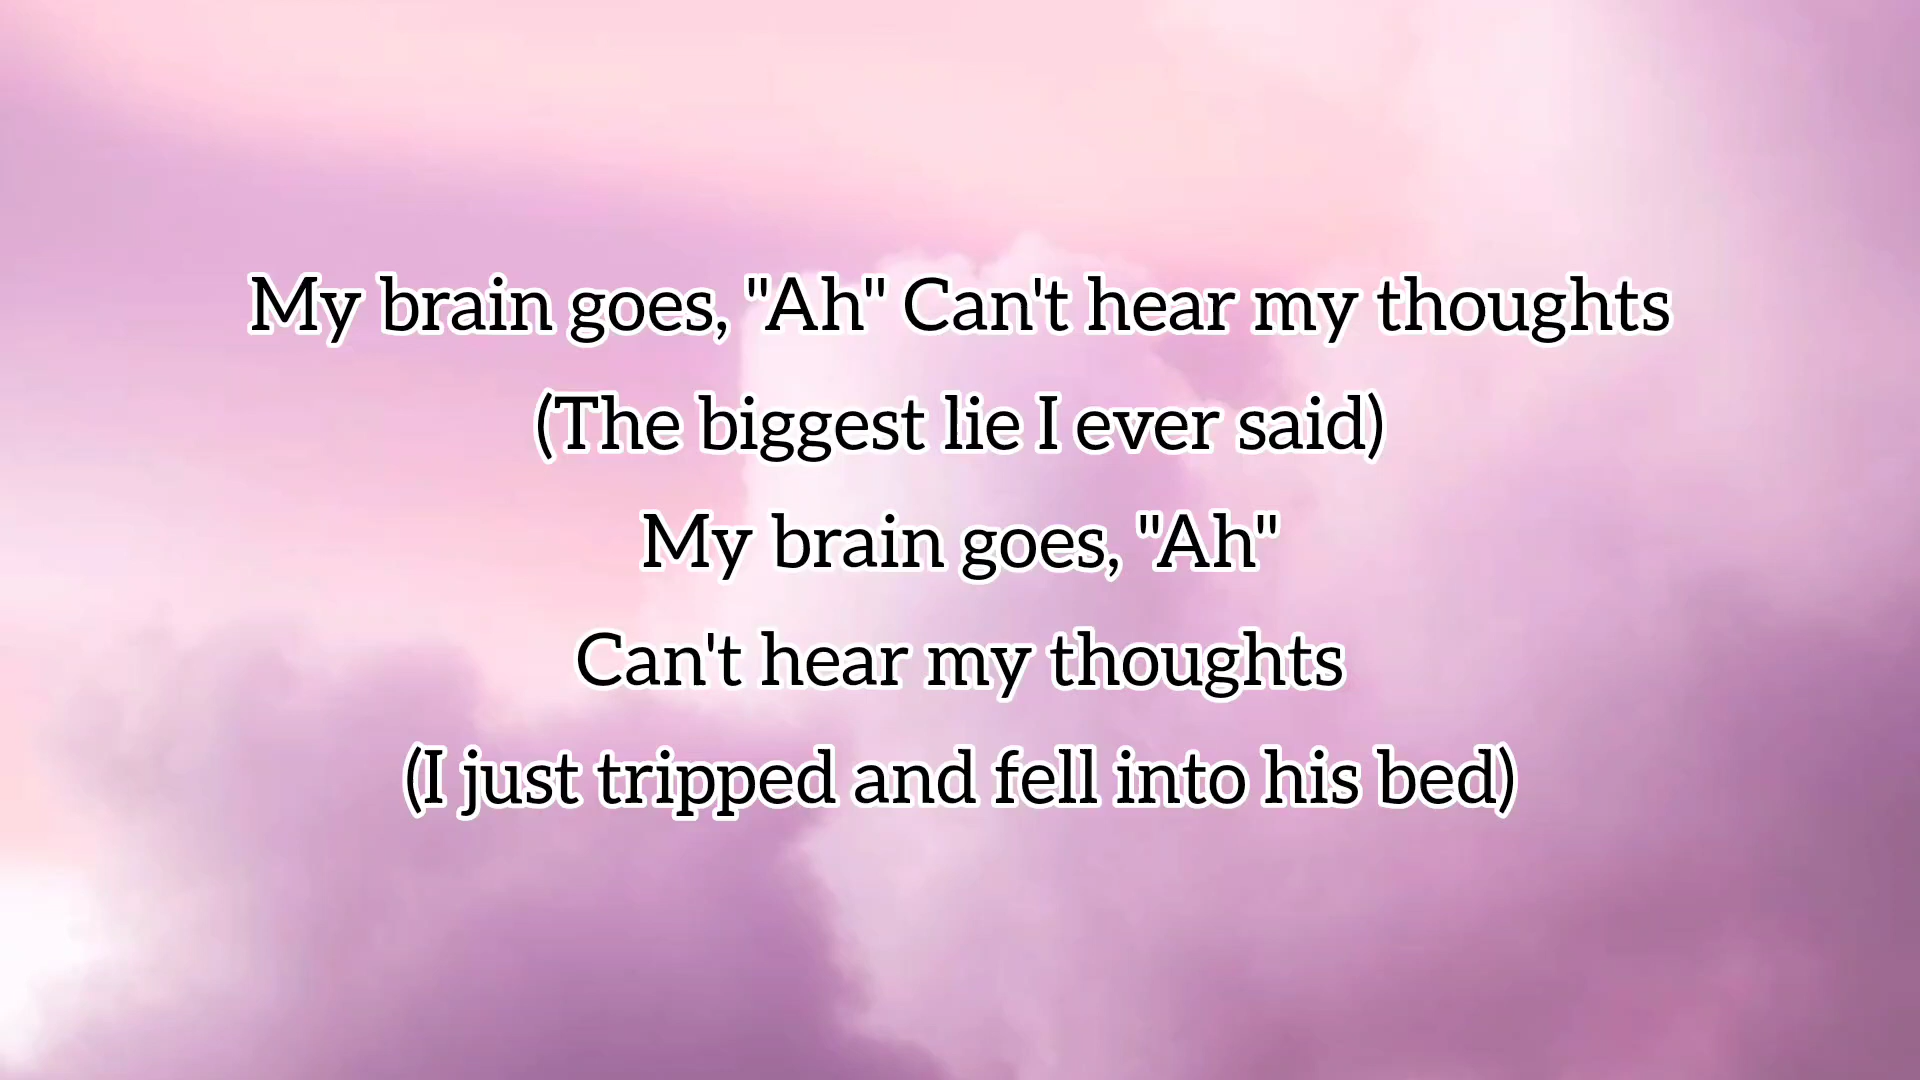 My brain goes, "Ah" Can't hear my thoughts
(The biggest lie I ever said)
My brain goes, "Ah"
Can't hear my thoughts
(I just tripped and fell into his bed)